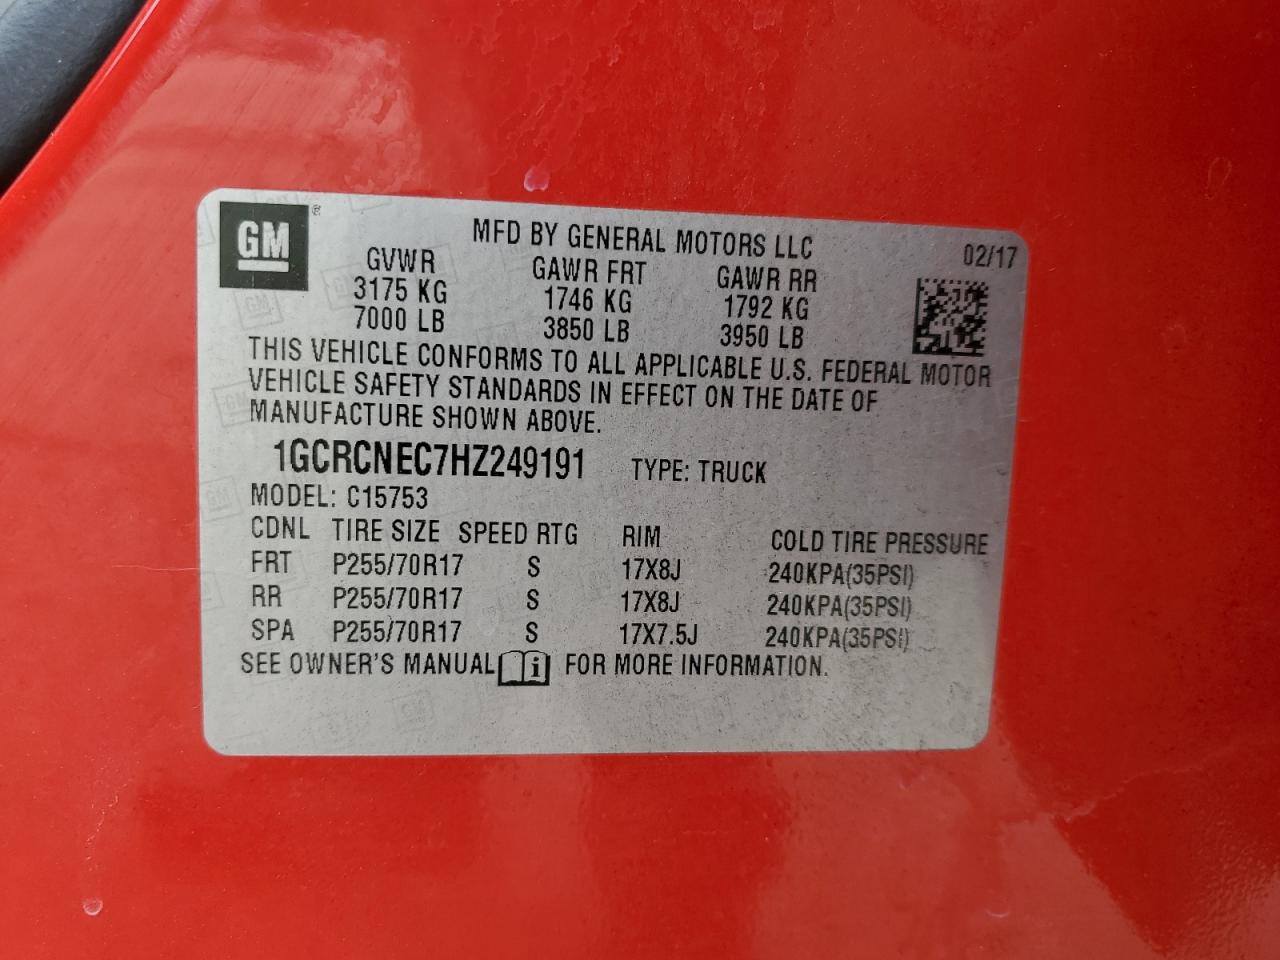 GM ®
MFD BY GENERAL MOTORS LLC 02/17
GVWR GAWR FRT GAWR RR
3175 KG 1746 KG 1792 KG
7000 LB 3850 LB 3950 LB
THIS VEHICLE CONFORMS TO ALL APPLICABLE U.S. FEDERAL MOTOR
VEHICLE SAFETY STANDARDS IN EFFECT ON THE DATE OF
MANUFACTURE SHOWN ABOVE.
1GCRCNEC7HZ249191 TYPE: TRUCK
MODEL: C15753
CDNL TIRE SIZE SPEED RTG RIM COLD TIRE PRESSURE
FRT P255/70R17 S 17X8J 240KPA(35PSI)
RR P255/70R17 S 17X8J 240KPA(35PSI)
SPA P255/70R17 S 17X7.5J 240KPA(35PSI)
SEE OWNER'S MANUAL i FOR MORE INFORMATION.